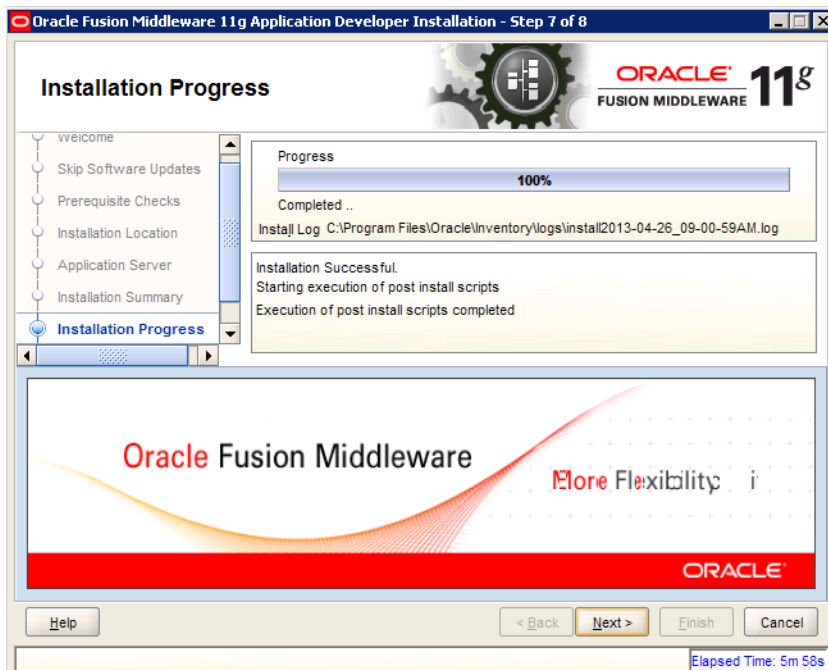 Oracle Fusion Middleware 11g Application Developer Installation - Step 7 of 8
Installation Progress
ORACLE
FUSION MIDDLEWARE 11g
Welcome
Skip Software Updates
Prerequisite Checks
Installation Location
Application Server
Installation Summary
Installation Progress
Progress
100%
Completed ..
Install Log C:\Program Files\Oracle\Inventory\logs\install2013-04-26_09-00-59AM.log
Installation Successful.
Starting execution of post install scripts
Execution of post install scripts completed
Oracle Fusion Middleware
Flexibility
ORACLE
Help
< Back
Next >
Finish
Cancel
Elapsed Time: 5m 58s